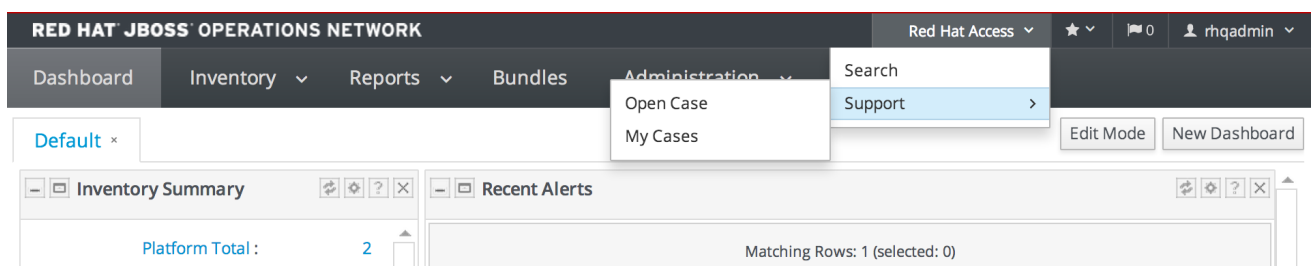 RED HAT JBOSS OPERATIONS NETWORK
Red Hat Access
0
rhqadmin
Dashboard
Inventory
Reports
Bundles
Administration
Search
Support
Open Case
My Cases
Default ×
Edit Mode
New Dashboard
Inventory Summary
?
Recent Alerts
?
Platform Total :
2
Matching Rows: 1 (selected: 0)